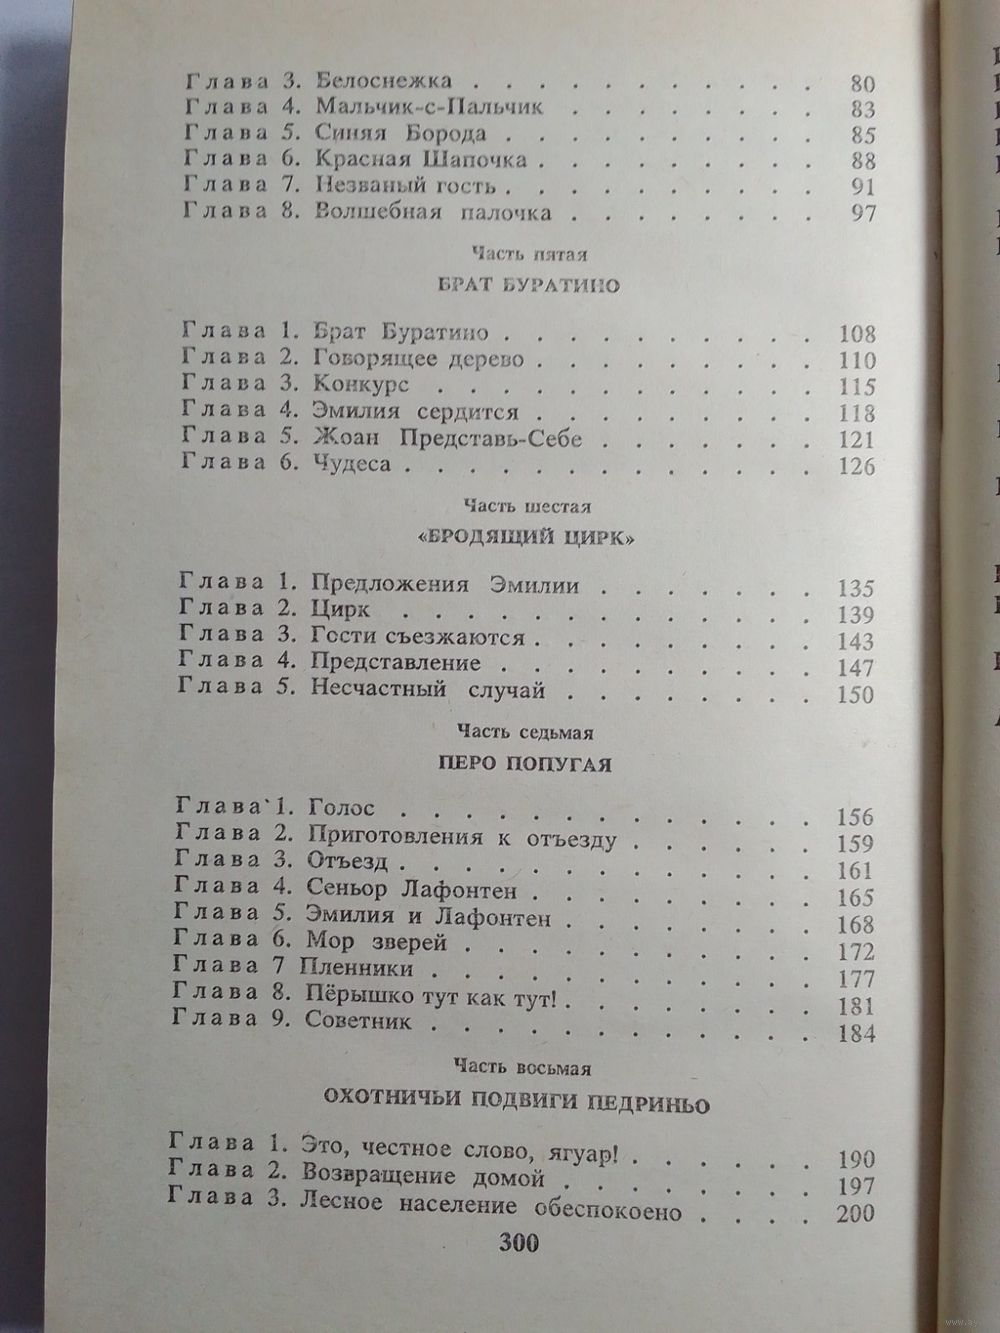 Глава 3. Белоснежка . . . . . . . . . . . 80
Глава 4. Мальчик-с-Пальчик . . . . . . . . 83
Глава 5. Синяя Борода . . . . . . . . . . 85
Глава 6. Красная Шапочка . . . . . . . . . 88
Глава 7. Незваный гость . . . . . . . . . . 91
Глава 8. Волшебная палочка . . . . . . . . 97
Часть пятая
БРАТ БУРАТИНО
Глава 1. Брат Буратино . . . . . . . . . . 108
Глава 2. Говорящее дерево . . . . . . . . . 110
Глава 3. Конкурс . . . . . . . . . . . . 115
Глава 4. Эмилия сердится . . . . . . . . . 118
Глава 5. Жоан Представь-Себе . . . . . . . 121
Глава 6. Чудеса . . . . . . . . . . . . . 126
Часть шестая
«БРОДЯЩИЙ ЦИРК»
Глава 1. Предложения Эмилии . . . . . . . 135
Глава 2. Цирк . . . . . . . . . . . . . 139
Глава 3. Гости съезжаются . . . . . . . . . 143
Глава 4. Представление . . . . . . . . . . 147
Глава 5. Несчастный случай . . . . . . . . 150
Часть седьмая
ПЕРО ПОПУГАЯ
Глава 1. Голос . . . . . . . . . . . . . 156
Глава 2. Приготовления к отъезду . . . . . . 159
Глава 3. Отъезд . . . . . . . . . . . . . 161
Глава 4. Сеньор Лафонтен . . . . . . . . . 165
Глава 5. Эмилия и Лафонтен . . . . . . . . 168
Глава 6. Мор зверей . . . . . . . . . . . 172
Глава 7 Пленники . . . . . . . . . . . . 177
Глава 8. Пёрышко тут как тут! . . . . . . . . 181
Глава 9. Советник . . . . . . . . . . . . 184
Часть восьмая
ОХОТНИЧЬИ ПОДВИГИ ПЕДРИНЬО
Глава 1. Это, честное слово, ягуар! . . . . . . 190
Глава 2. Возвращение домой . . . . . . . . 197
Глава 3. Лесное население обеспокоено . . . . 200
300